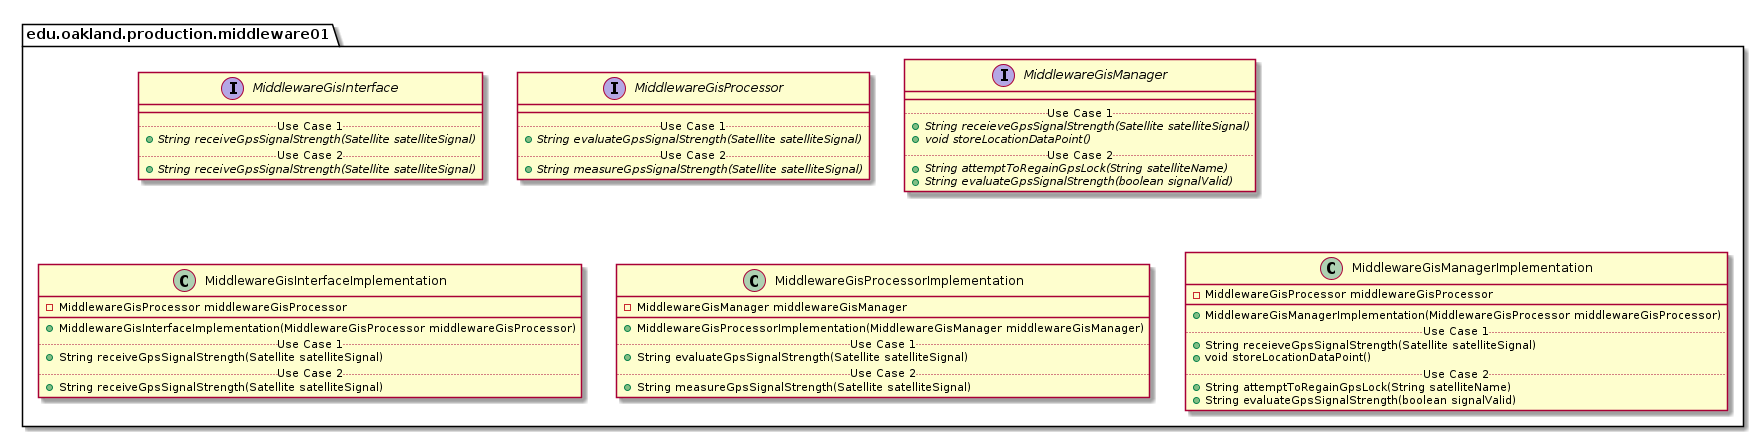 edu.oakland.production.middleware01
I MiddlewareGisInterface
Use Case 1
String receiveGpsSignalStrength(Satellite satelliteSignal)
Use Case 2
String receiveGpsSignalStrength(Satellite satelliteSignal)
I MiddlewareGisProcessor
Use Case 1
String evaluateGpsSignalStrength(Satellite satelliteSignal)
Use Case 2
String measureGpsSignalStrength(Satellite satelliteSignal)
I MiddlewareGisManager
Use Case 1
String receieveGpsSignalStrength(Satellite satelliteSignal)
void storeLocationDataPoint()
Use Case 2
String attemptToRegainGpsLock(String satelliteName)
String evaluateGpsSignalStrength(boolean signalValid)
C MiddlewareGisInterfaceImplementation
MiddlewareGisProcessor middlewareGisProcessor
MiddlewareGisInterfaceImplementation(MiddlewareGisProcessor middlewareGisProcessor)
Use Case 1
String receiveGpsSignalStrength(Satellite satelliteSignal)
Use Case 2
String receiveGpsSignalStrength(Satellite satelliteSignal)
C MiddlewareGisProcessorImplementation
MiddlewareGisManager middlewareGisManager
MiddlewareGisProcessorImplementation(MiddlewareGisManager middlewareGisManager)
Use Case 1
String evaluateGpsSignalStrength(Satellite satelliteSignal)
Use Case 2
String measureGpsSignalStrength(Satellite satelliteSignal)
C MiddlewareGisManagerImplementation
MiddlewareGisProcessor middlewareGisProcessor
MiddlewareGisManagerImplementation(MiddlewareGisProcessor middlewareGisProcessor)
Use Case 1
String receieveGpsSignalStrength(Satellite satelliteSignal)
void storeLocationDataPoint()
Use Case 2
String attemptToRegainGpsLock(String satelliteName)
String evaluateGpsSignalStrength(boolean signalValid)